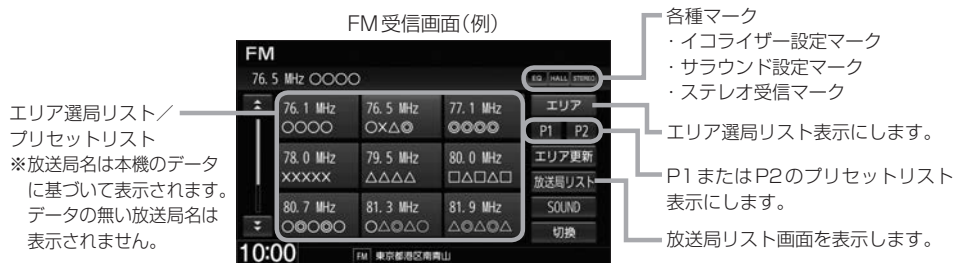 FM受信画面（例）
FM
76.5 MHz ○○○○
EQ HALL STEREO
76.1 MHz
○○○○
76.5 MHz
○×△◎
77.1 MHz
◎◎◎◎
78.0 MHz
XXXXX
79.5 MHz
△△△△
80.0 MHz
□△□△□
80.7 MHz
○◎○◎○
81.3 MHz
○△◎△○
81.9 MHz
△◎△◎△
エリア
P1 P2
エリア更新
放送局リスト
SOUND
切換
10:00
FM 東京都港区南青山
エリア選局リスト／
プリセットリスト
※放送局名は本機のデータ
に基づいて表示されます。
データの無い放送局名は
表示されません。
各種マーク
・イコライザー設定マーク
・サラウンド設定マーク
・ステレオ受信マーク
エリア選局リスト表示にします。
P1またはP2のプリセットリスト
表示にします。
放送局リスト画面を表示します。